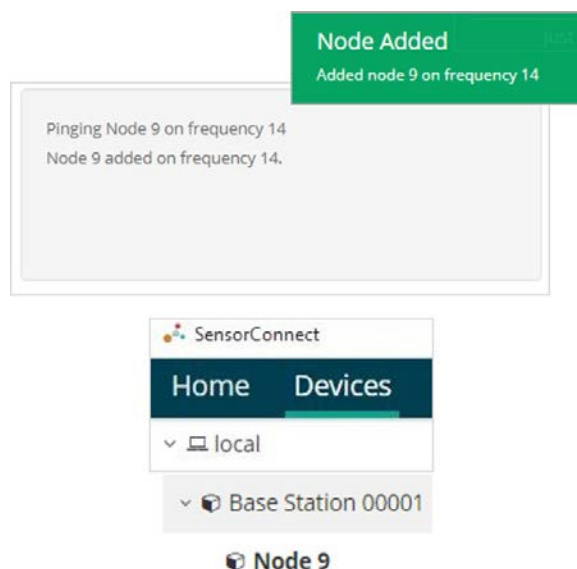 Node Added
Added node 9 on frequency 14
Pinging Node 9 on frequency 14
Node 9 added on frequency 14.
SensorConnect
Home Devices
local
Base Station 00001
Node 9